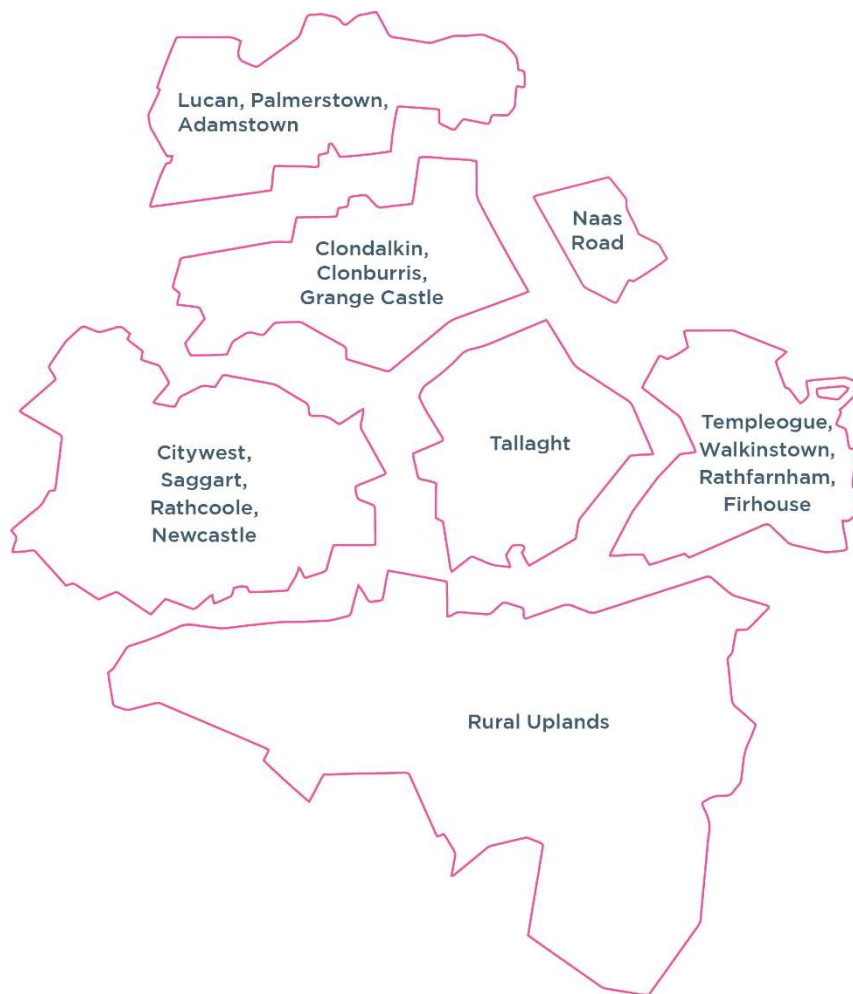 Lucan, Palmerstown,
Adamstown
Naas
Road
Clondalkin,
Clonburris,
Grange Castle
Citywest,
Saggart,
Rathcoole,
Newcastle
Tallaght
Templeogue,
Walkinstown,
Rathfarnham,
Firhouse
Rural Uplands